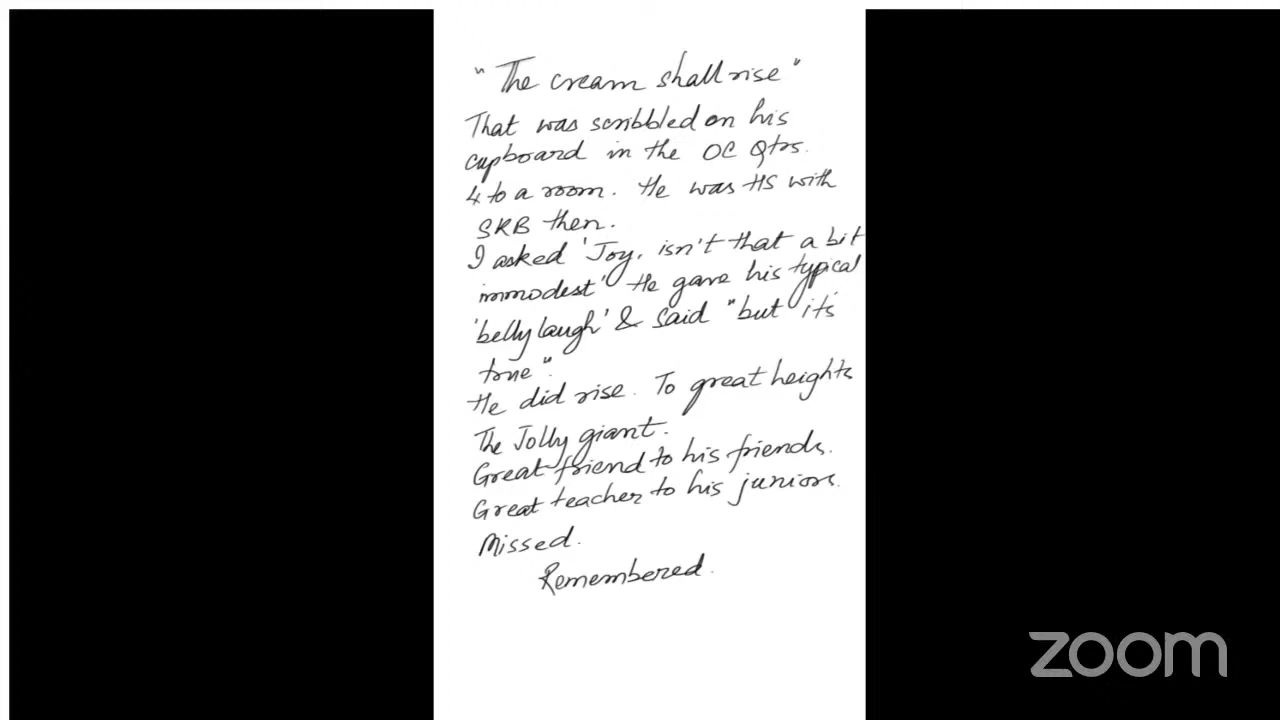 "The cream shall rise"
That was scribbled on his
cupboard in the OC Qtrs.
4 to a room. He was HS with
SRB then.
I asked 'Joy, isn't that a bit
immodest' He gave his typical
'belly laugh' & said "but it's
true".
He did rise. To great heights
The Jolly giant.
Great friend to his friends.
Great teacher to his juniors.
Missed.
Remembered.
zoom